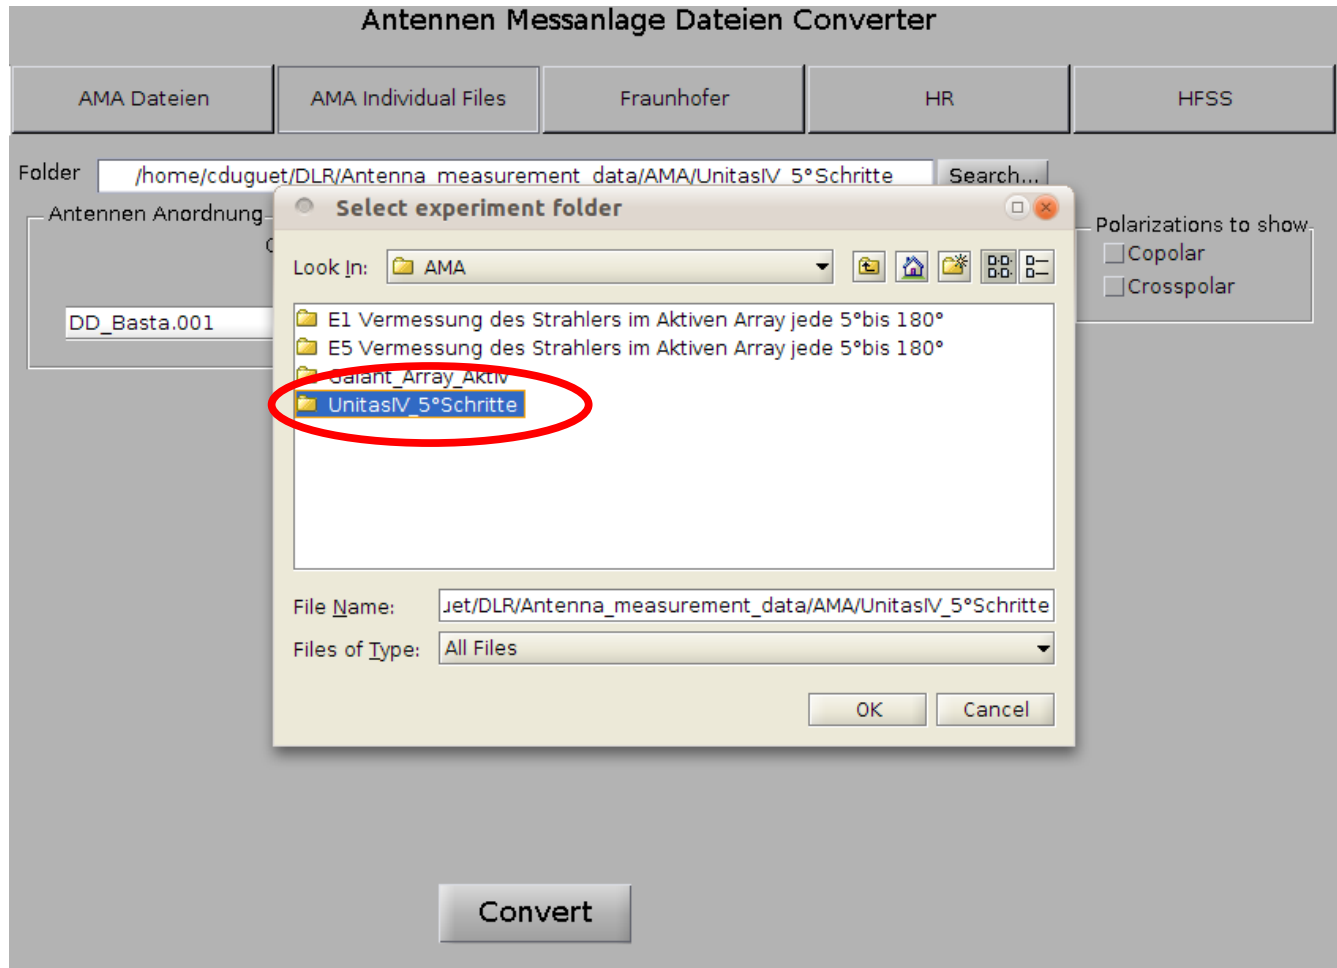 Antennen Messanlage Dateien Converter
AMA Dateien
AMA Individual Files
Fraunhofer
HR
HFSS
Folder
/home/cduguet/DLR/Antenna_measurement_data/AMA/UnitasIV_5°Schritte
Search...
Antennen Anordnung
DD_Basta.001
Polarizations to show
Copolar
Crosspolar
Select experiment folder
Look In:
AMA
E1 Vermessung des Strahlers im Aktiven Array jede 5°bis 180°
E5 Vermessung des Strahlers im Aktiven Array jede 5°bis 180°
Galant_Array_Aktiv
UnitasIV_5°Schritte
File Name:
uet/DLR/Antenna_measurement_data/AMA/UnitasIV_5°Schritte
Files of Type:
All Files
OK
Cancel
Convert